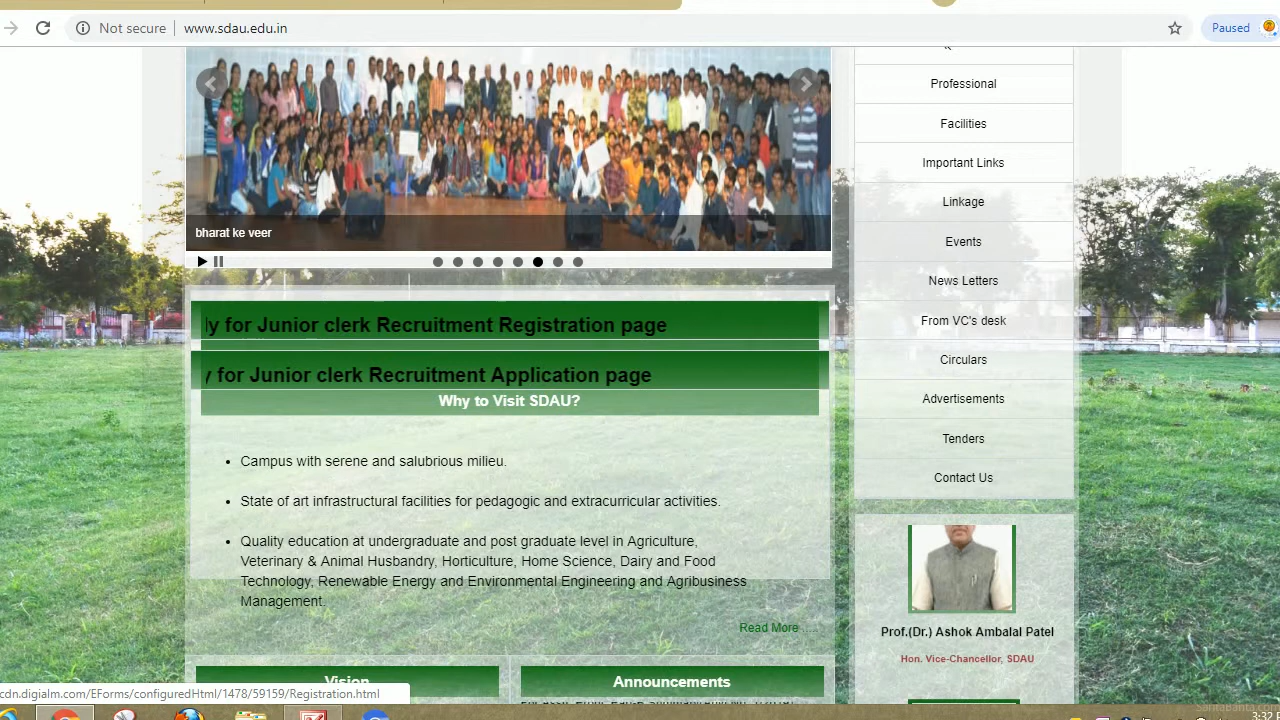 Not secure
www.sdau.edu.in
Paused
Professional
Facilities
Important Links
Linkage
Events
News Letters
From VC's desk
Circulars
Advertisements
Tenders
Contact Us
bharat ke veer
y for Junior clerk Recruitment Registration page
y for Junior clerk Recruitment Application page
Why to Visit SDAU?
Campus with serene and salubrious milieu.
State of art infrastructural facilities for pedagogic and extracurricular activities.
Quality education at undergraduate and post graduate level in Agriculture,
Veterinary & Animal Husbandry, Horticulture, Home Science, Dairy and Food
Technology, Renewable Energy and Environmental Engineering and Agribusiness
Management.
Read More .....
Prof.(Dr.) Ashok Ambalal Patel
Hon. Vice-Chancellor, SDAU
Vision
Announcements
cdn.digialm.com/EForms/configuredHtml/1478/59159/Registration.html
SantaBanta.com
3:32